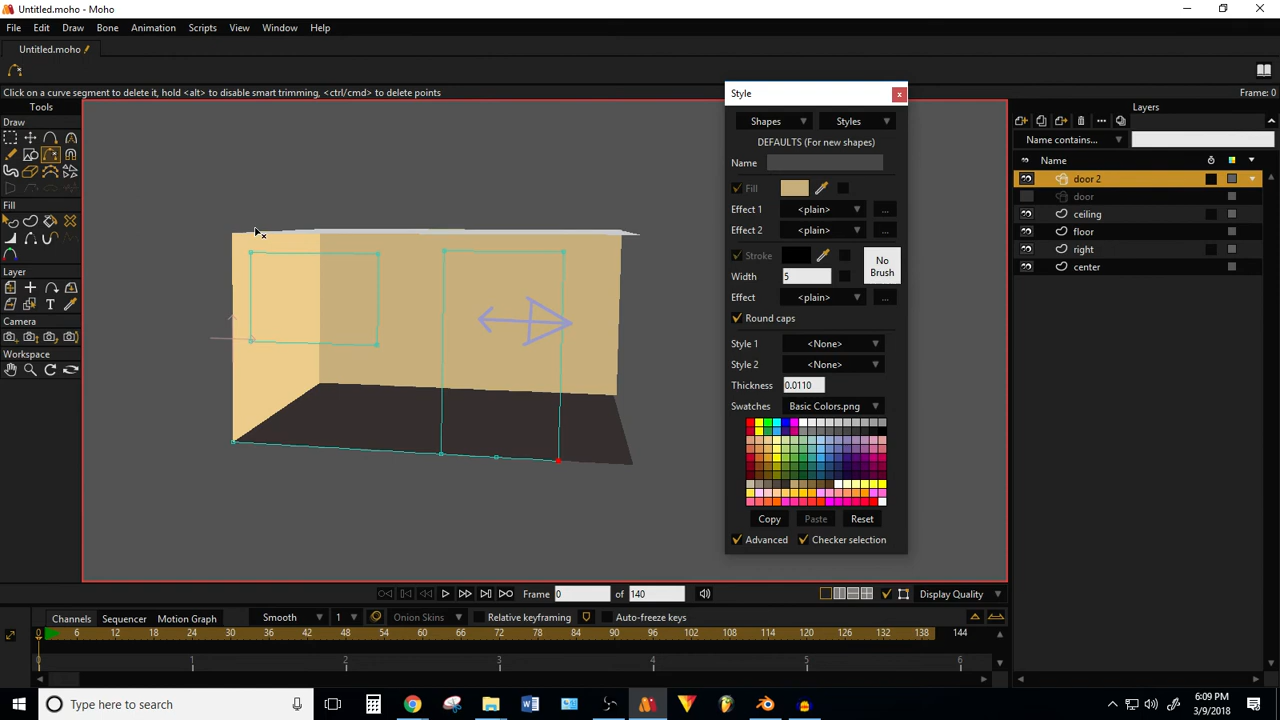 Untitled.moho - Moho
File Edit Draw Bone Animation Scripts View Window Help
Untitled.moho
Click on a curve segment to delete it, hold <alt> to disable smart trimming, <ctrl/cmd> to delete points
Frame: 0
Tools
Draw
Fill
Layer
Camera
Workspace
Style
Shapes Styles
DEFAULTS (For new shapes)
Name
Fill
Effect 1 <plain> ...
Effect 2 <plain> ...
Stroke
No Brush
Width 5
Effect <plain> ...
Round caps
Style 1 <None>
Style 2 <None>
Thickness 0.0110
Swatches Basic Colors.png
Copy Paste Reset
Advanced Checker selection
Layers
Name contains...
Name
door 2
door
ceiling
floor
right
center
Frame 0 of 140 Display Quality
Channels Sequencer Motion Graph Smooth 1 Onion Skins Relative keyframing Auto-freeze keys
0 6 12 18 24 30 36 42 48 54 60 66 72 78 84 90 96 102 108 114 120 126 132 138 144
0 1 2 3 4 5 6
Type here to search
6:09 PM
3/9/2018